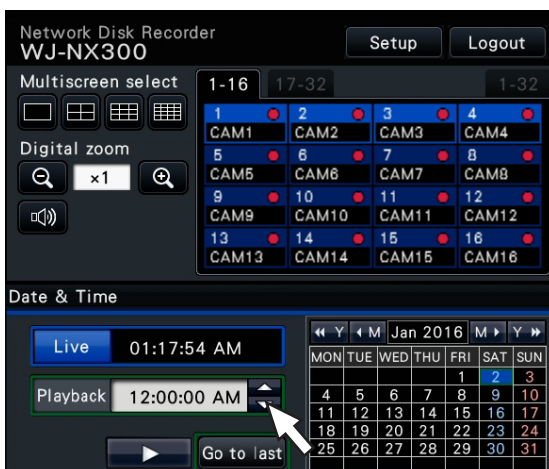 Network Disk Recorder
WJ-NX300
Setup
Logout
Multiscreen select
1-16
17-32
1-32
1
2
3
4
CAM1
CAM2
CAM3
CAM4
Digital zoom
5
6
7
8
CAM5
CAM6
CAM7
CAM8
×1
9
10
11
12
CAM9
CAM10
CAM11
CAM12
13
14
15
16
CAM13
CAM14
CAM15
CAM16
Date & Time
Live
01:17:54 AM
Playback
12:00:00 AM
Go to last
Y
M
Jan 2016
M
Y
MON TUE WED THU FRI SAT SUN
1 2 3
4 5 6 7 8 9 10
11 12 13 14 15 16 17
18 19 20 21 22 23 24
25 26 27 28 29 30 31